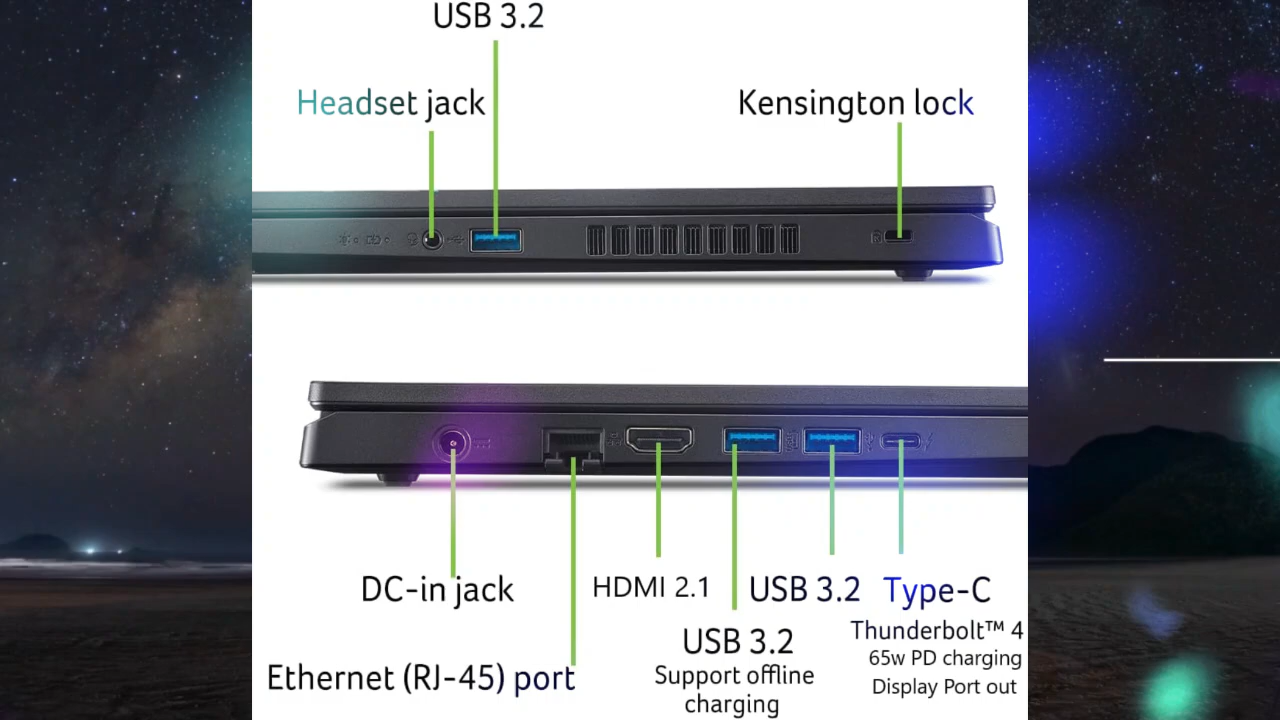 USB 3.2
Headset jack
Kensington lock
DC-in jack
HDMI 2.1
USB 3.2
Type-C
Thunderbolt™ 4
65w PD charging
Display Port out
USB 3.2
Support offline
charging
Ethernet (RJ-45) port